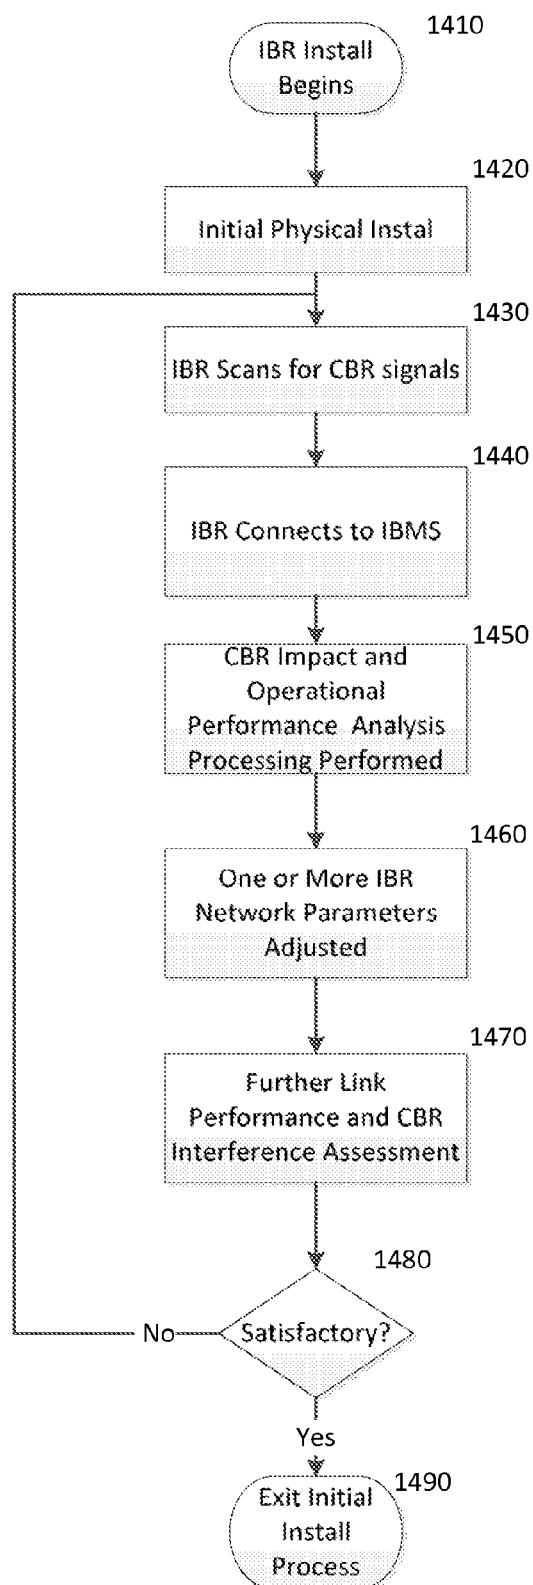 1410
IBR Install
Begins
1420
Initial Physical Instal
1430
IBR Scans for CBR signals
1440
IBR Connects to IBMS
1450
CBR Impact and
Operational
Performance Analysis
Processing Performed
1460
One or More IBR
Network Parameters
Adjusted
1470
Further Link
Performance and CBR
Interference Assessment
1480
Satisfactory?
No
Yes
1490
Exit Initial
Install
Process